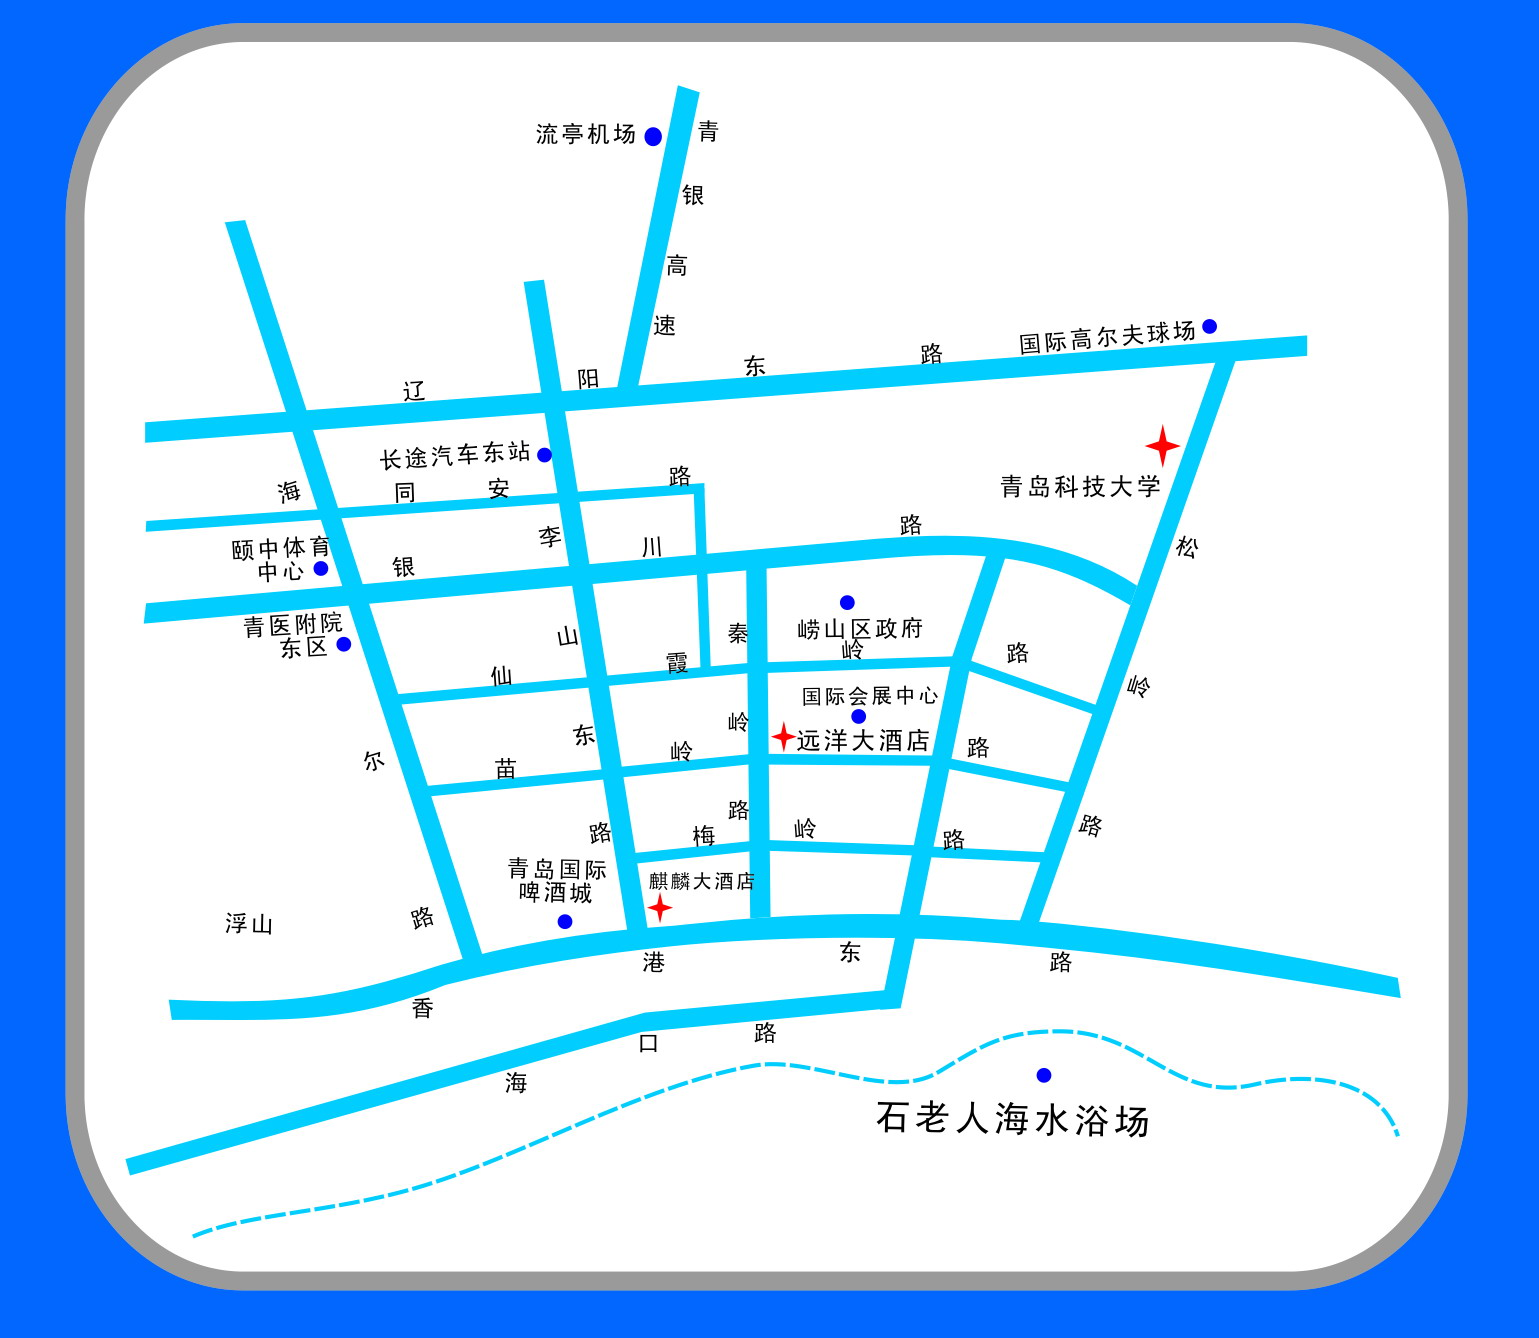 流亭机场
青银高速
国际高尔夫球场
辽阳东路
长途汽车东站
同安路
青岛科技大学
海尔路
颐中体育
中心
银川路
李山东路
松岭路
青医附院
东区
崂山区政府
秦岭路
仙霞岭路
国际会展中心
远洋大酒店
苗岭路
梅岭路
青岛国际
啤酒城
麒麟大酒店
浮山
香港东路
海口路
石老人海水浴场